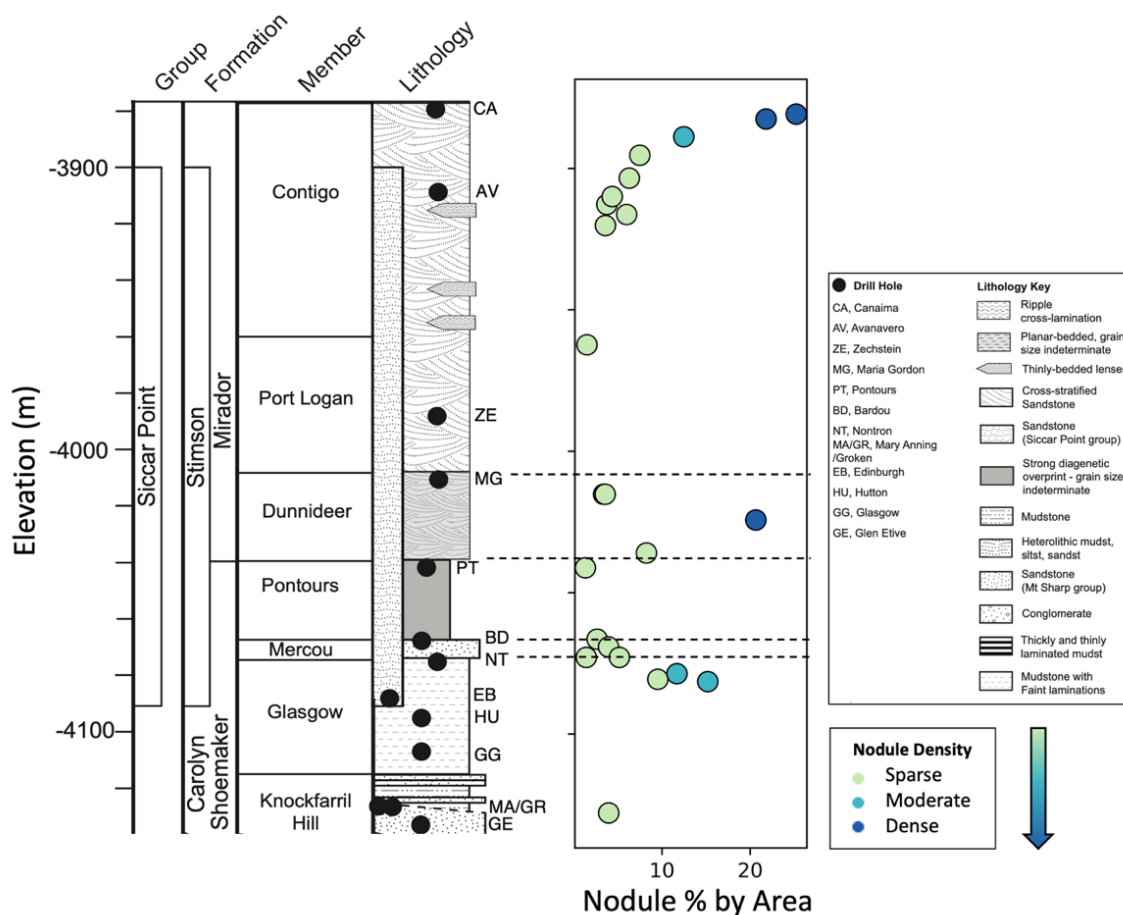 Group
Formation
Member
Lithology
Elevation (m)
-3900
-4000
-4100
Siccar Point
Stimson
Mirador
Carolyn
Shoemaker
Contigo
Port Logan
Dunnideer
Pontours
Mercou
Glasgow
Knockfarril
Hill
CA
AV
ZE
MG
PT
BD
NT
EB
HU
GG
MA/GR
GE
10
20
Nodule % by Area
Drill Hole
CA, Canaima
AV, Avanavero
ZE, Zechstein
MG, Maria Gordon
PT, Pontours
BD, Bardou
NT, Nontron
MA/GR, Mary Anning
/Groken
EB, Edinburgh
HU, Hutton
GG, Glasgow
GE, Glen Etive
Lithology Key
Ripple
cross-lamination
Planar-bedded, grain
size indeterminate
Thinly-bedded lenses
Cross-stratified
Sandstone
Sandstone
(Siccar Point group)
Strong diagenetic
overprint - grain size
indeterminate
Mudstone
Heterolithic mudst,
sltst, sandst
Sandstone
(Mt Sharp group)
Conglomerate
Thickly and thinly
laminated mudst
Mudstone with
Faint laminations
Nodule Density
Sparse
Moderate
Dense